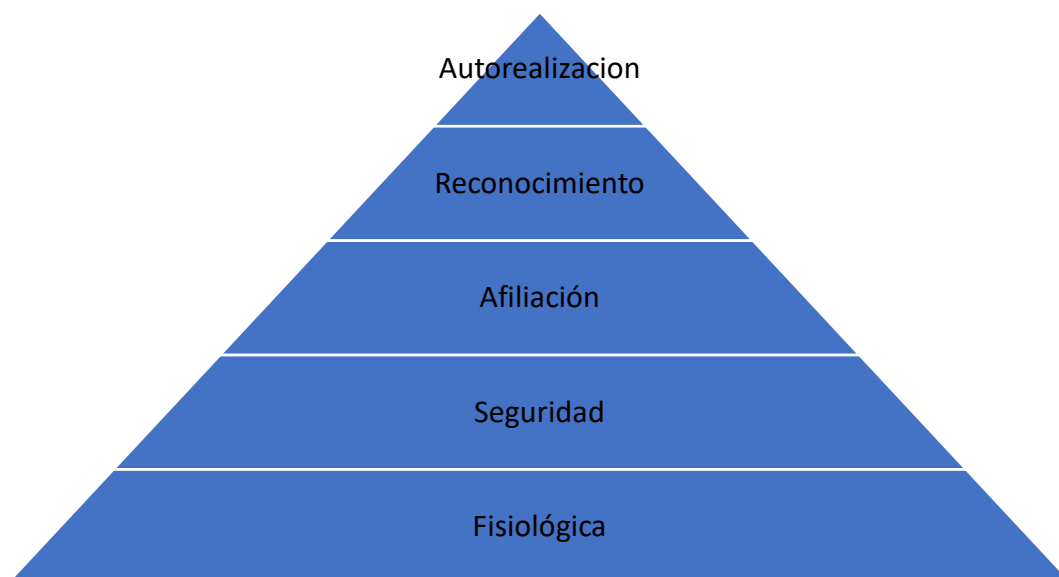 Autorealizacion
Reconocimiento
Afiliación
Seguridad
Fisiológica